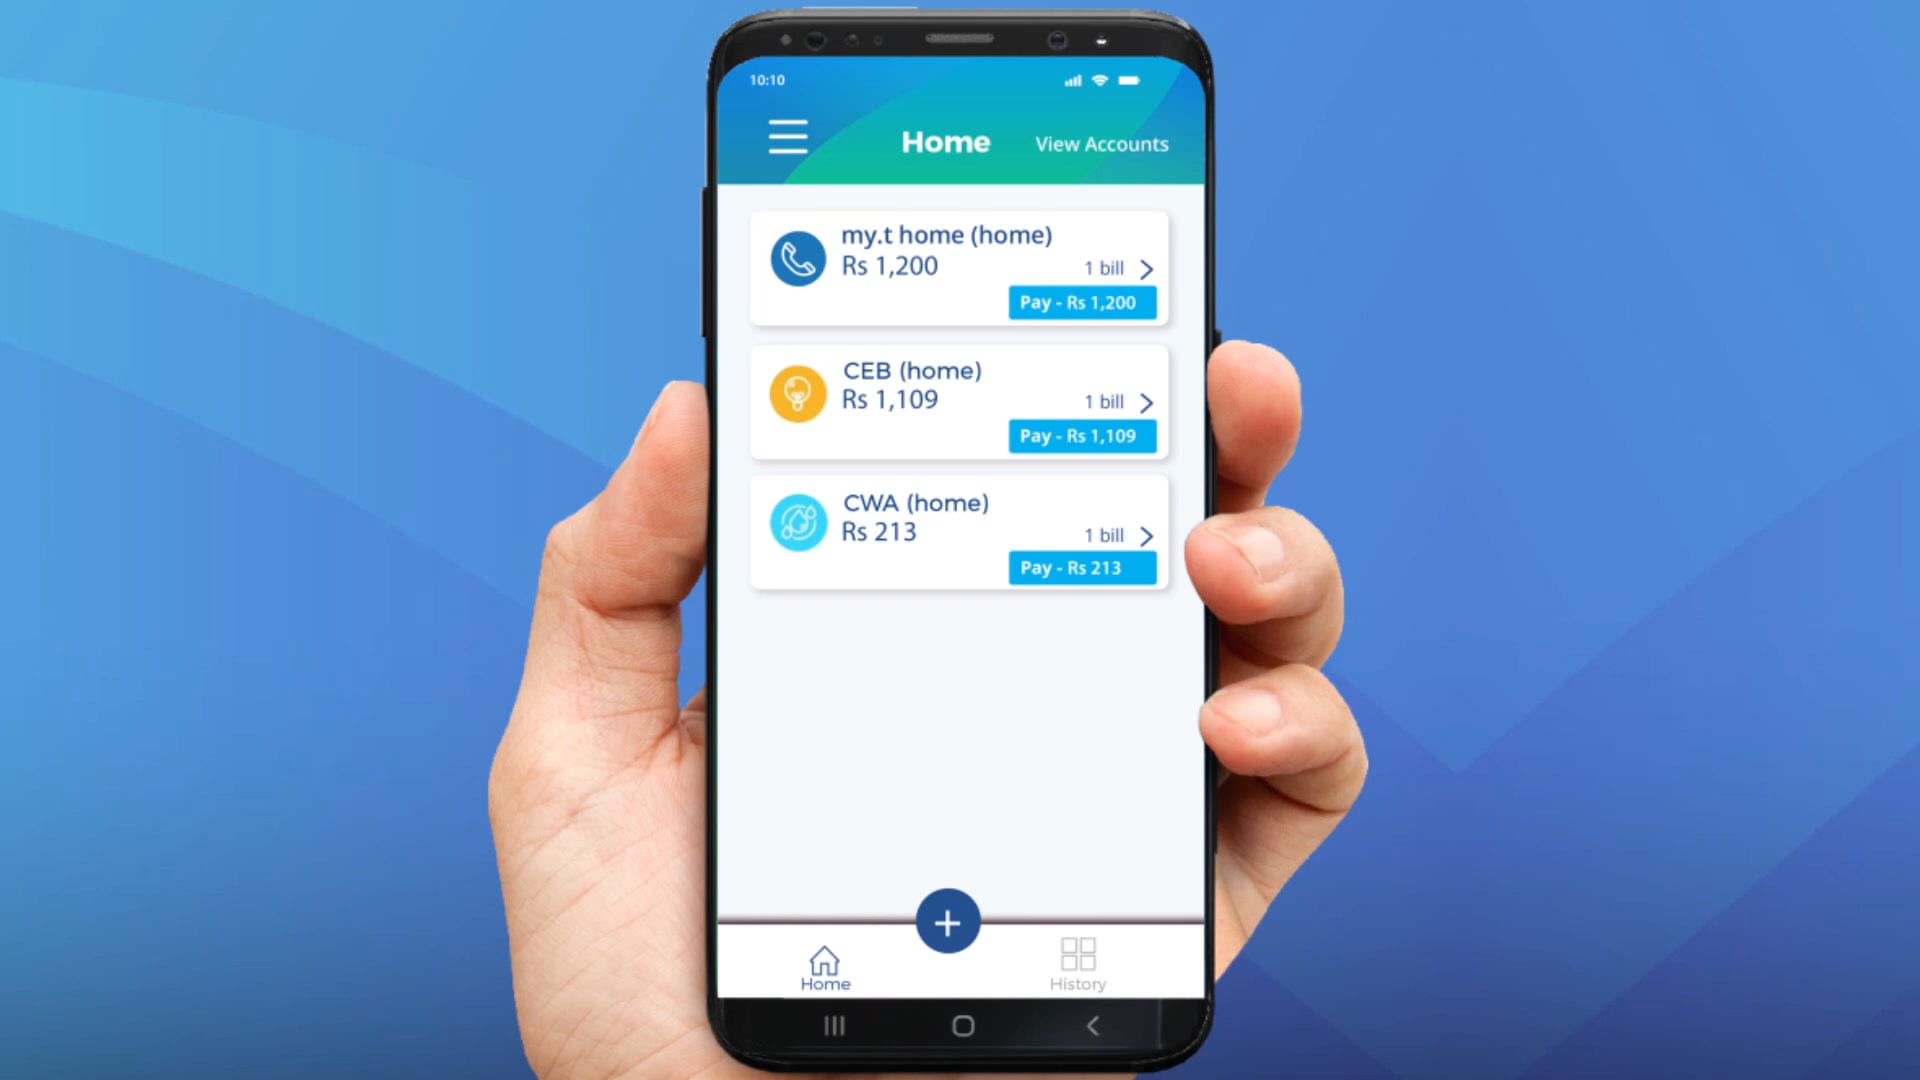 10:10
Home
View Accounts
my.t home (home)
Rs 1,200
1 bill
Pay - Rs 1,200
CEB (home)
Rs 1,109
1 bill
Pay - Rs 1,109
CWA (home)
Rs 213
1 bill
Pay - Rs 213
+
Home
History